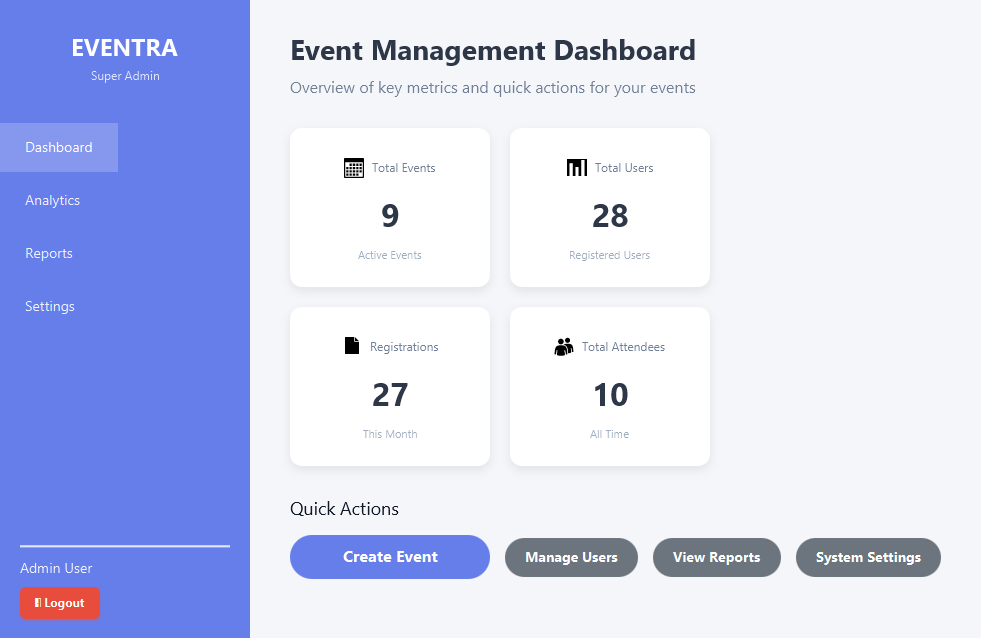 EVENTRA
Super Admin
Dashboard
Analytics
Reports
Settings
Admin User
Logout
Event Management Dashboard
Overview of key metrics and quick actions for your events
Total Events
9
Active Events
Total Users
28
Registered Users
Registrations
27
This Month
Total Attendees
10
All Time
Quick Actions
Create Event
Manage Users
View Reports
System Settings